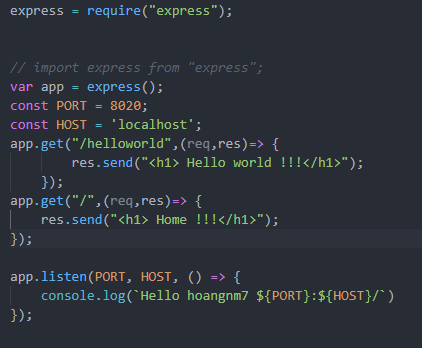 express = require("express");
// import express from "express";
var app = express();
const PORT = 8020;
const HOST = 'localhost';
app.get("/helloworld",(req,res)=> {
res.send("<h1> Hello world !!!</h1>");
});
app.get("/",(req,res)=> {
res.send("<h1> Home !!!</h1>");
});
app.listen(PORT, HOST, () => {
console.log(`Hello hoangnm7 ${PORT}:${HOST}/`)
});